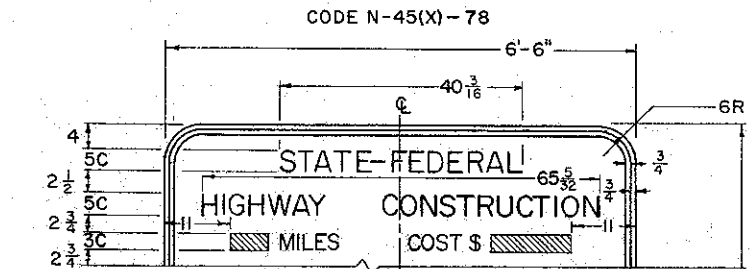 CODE N-45(X)-78
6'-6"
40 3/16
℄
6R
4
5C
STATE-FEDERAL
3/4
2 1/2
65 5/32
3/4
5C
HIGHWAY CONSTRUCTION
2 3/4
11
11
3C
MILES COST $
2 3/4